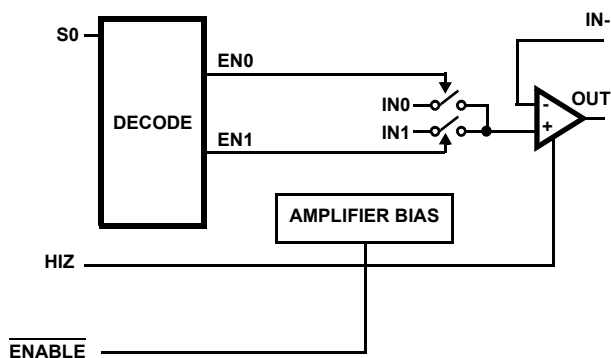 S0
IN-
EN0
OUT
IN0
-
DECODE
IN1
+
EN1
AMPLIFIER BIAS
HIZ
ENABLE